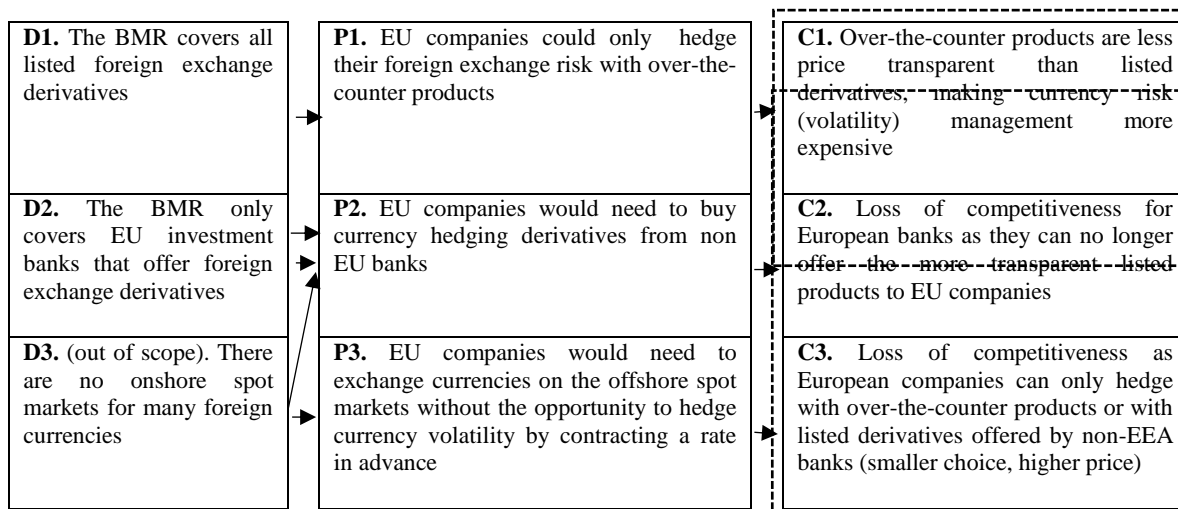 D1. The BMR covers all
listed foreign exchange
derivatives
P1. EU companies could only hedge
their foreign exchange risk with over-the-
counter products
C1. Over-the-counter products are less
price transparent than listed
derivatives, making currency risk
(volatility) management more
expensive
D2. The BMR only
covers EU investment
banks that offer foreign
exchange derivatives
P2. EU companies would need to buy
currency hedging derivatives from non
EU banks
C2. Loss of competitiveness for
European banks as they can no longer
offer the more transparent listed
products to EU companies
D3. (out of scope). There
are no onshore spot
markets for many foreign
currencies
P3. EU companies would need to
exchange currencies on the offshore spot
markets without the opportunity to hedge
currency volatility by contracting a rate
in advance
C3. Loss of competitiveness as
European companies can only hedge
with over-the-counter products or with
listed derivatives offered by non-EEA
banks (smaller choice, higher price)